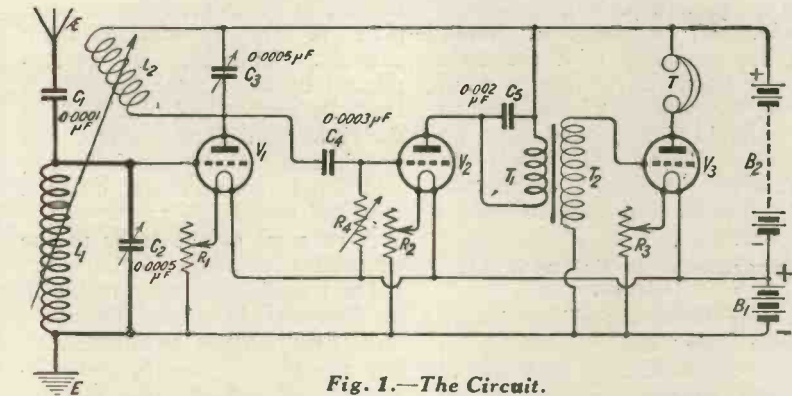 Æ
L2
C1
0.0001
µF
0.0005µF
C3
V1
L1
C2
0.0005
µF
R1
0.0003µF
C4
R4
R2
V2
0.002
µF
C5
T1
T2
V3
R3
T
+
B2
-
+
B1
-
E
Fig. 1.—The Circuit.